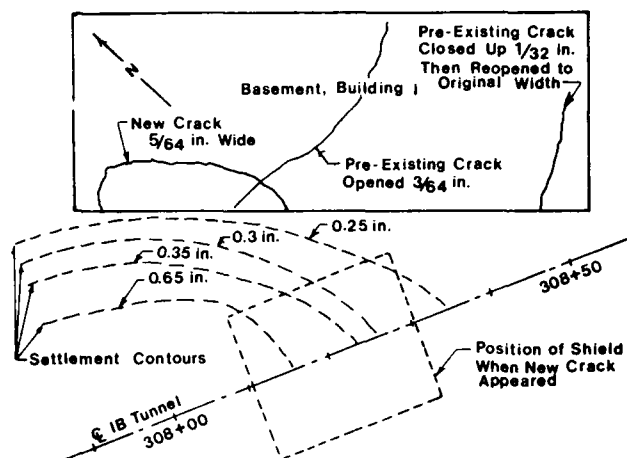 N
Pre-Existing Crack
Closed Up 1/32 in.
Then Reopened to
Original Width
Basement, Building 1
New Crack
5/64 in. Wide
Pre-Existing Crack
Opened 3/64 in.
0.25 in.
0.3 in.
0.35 in.
0.65 in.
308+50
Settlement Contours
Position of Shield
When New Crack
Appeared
℄ IB Tunnel
308+00